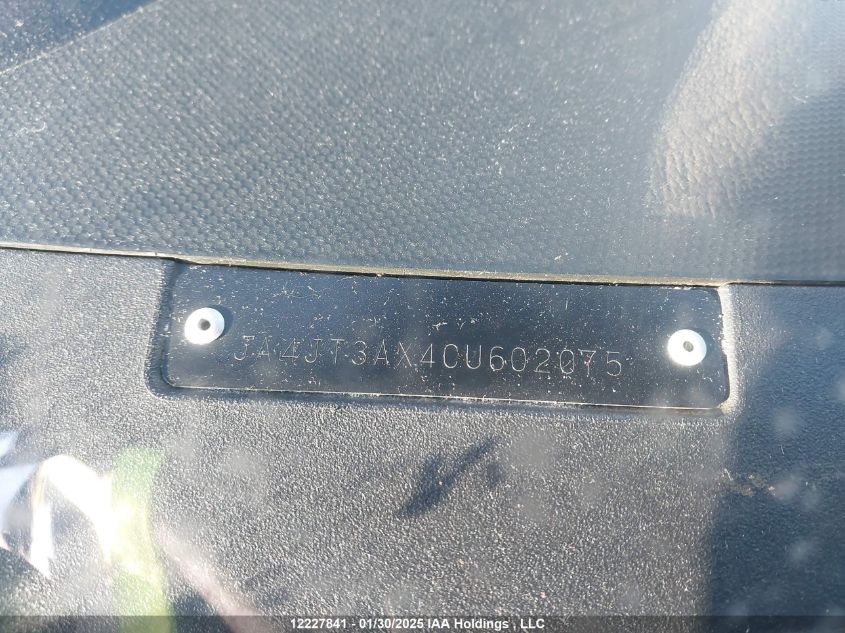 JA4JT3AX4CU602075
12227841 - 01/30/2025 IAA Holdings, LLC